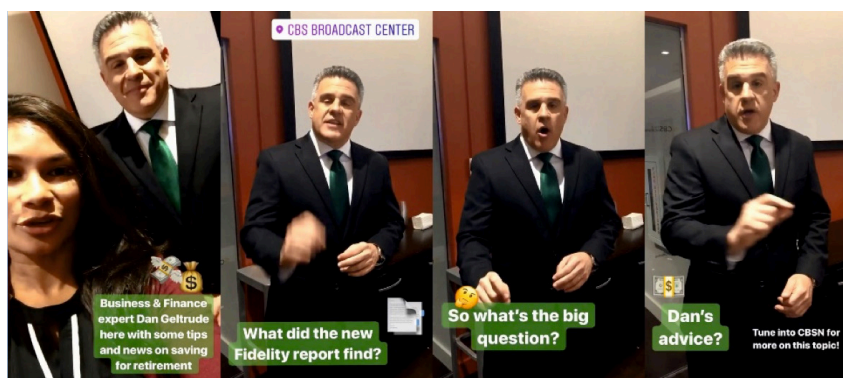 Business & Finance
expert Dan Geltrude
here with some tips
and news on saving
for retirement
CBS BROADCAST CENTER
What did the new
Fidelity report find?
So what's the big
question?
Dan's
advice?
Tune into CBSN for
more on this topic!